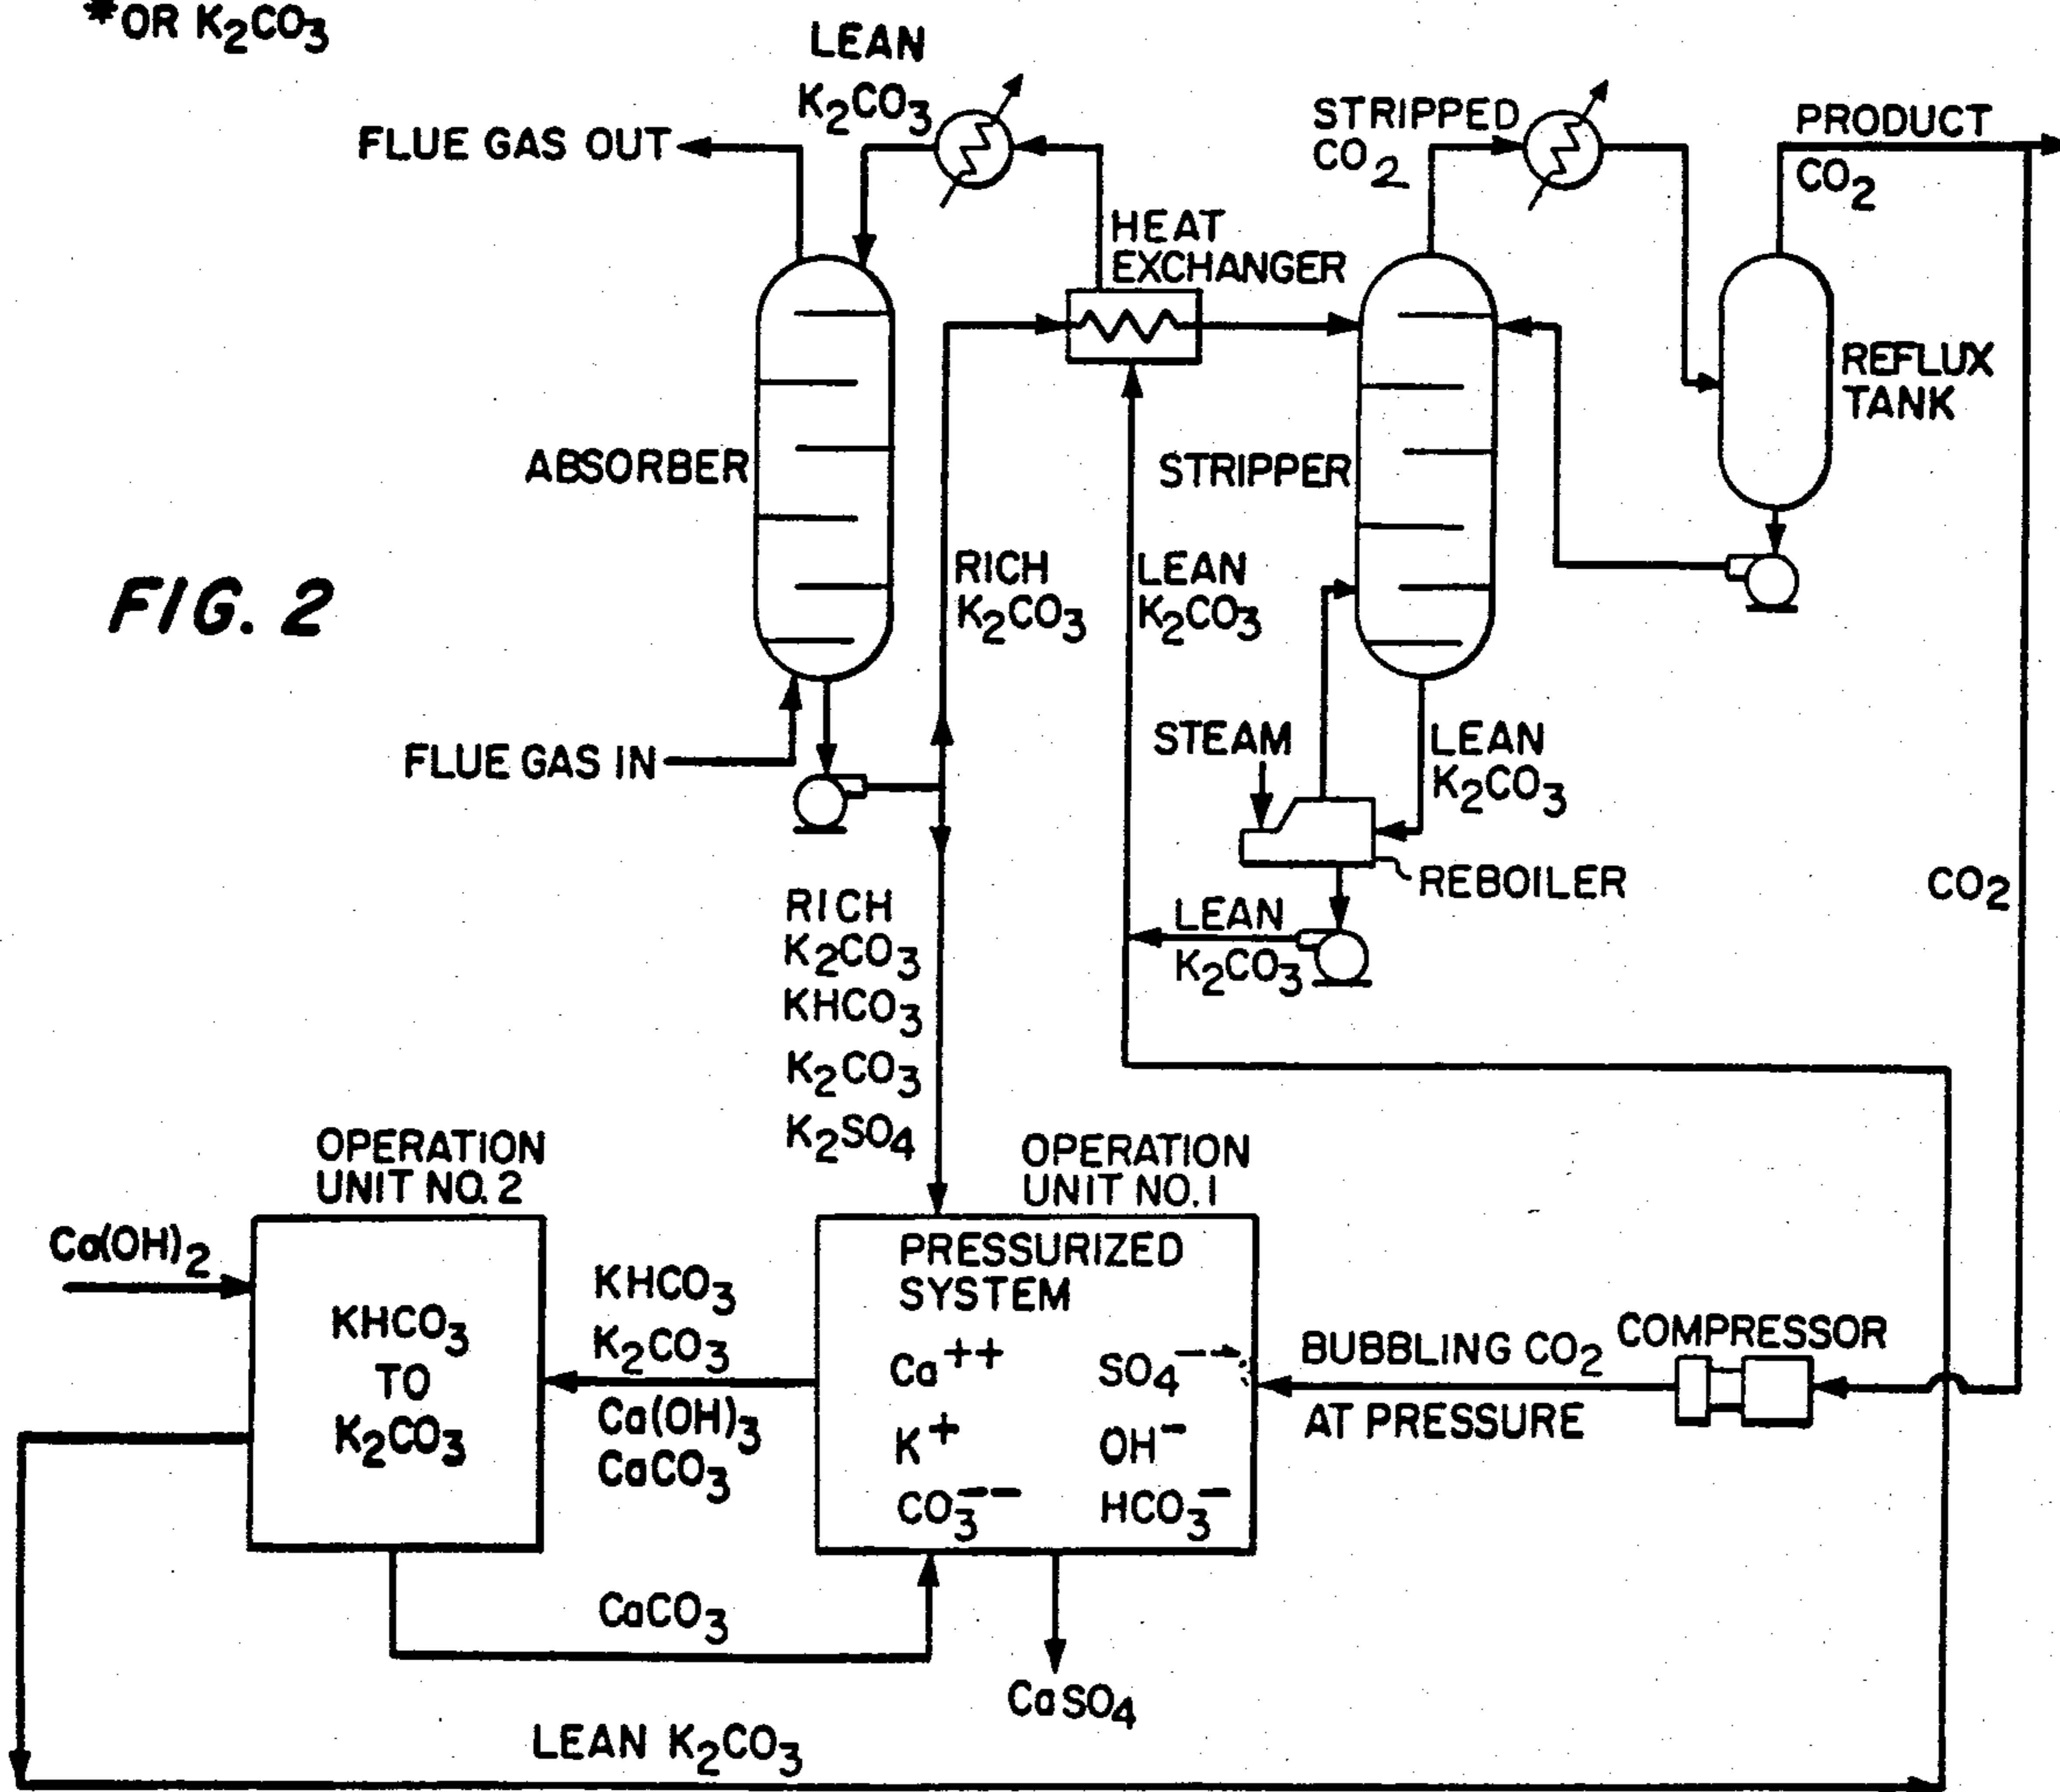 *OR K₂CO₃
LEAN
K₂CO₃
FLUE GAS OUT
STRIPPED
CO₂
PRODUCT
CO₂
HEAT
EXCHANGER
REFLUX
TANK
ABSORBER
STRIPPER
RICH
K₂CO₃
LEAN
K₂CO₃
FIG. 2
FLUE GAS IN
STEAM
LEAN
K₂CO₃
REBOILER
CO₂
LEAN
K₂CO₃
RICH
K₂CO₃
KHCO₃
K₂CO₃
K₂SO₄
OPERATION
UNIT NO. 2
OPERATION
UNIT NO. 1
Ca(OH)₂
KHCO₃
TO
K₂CO₃
KHCO₃
K₂CO₃
Ca(OH)₃
CaCO₃
PRESSURIZED
SYSTEM
Ca⁺⁺ SO₄⁻⁻
K⁺ OH⁻
CO₃⁻⁻ HCO₃⁻
BUBBLING CO₂
AT PRESSURE
COMPRESSOR
CaCO₃
CaSO₄
LEAN K₂CO₃